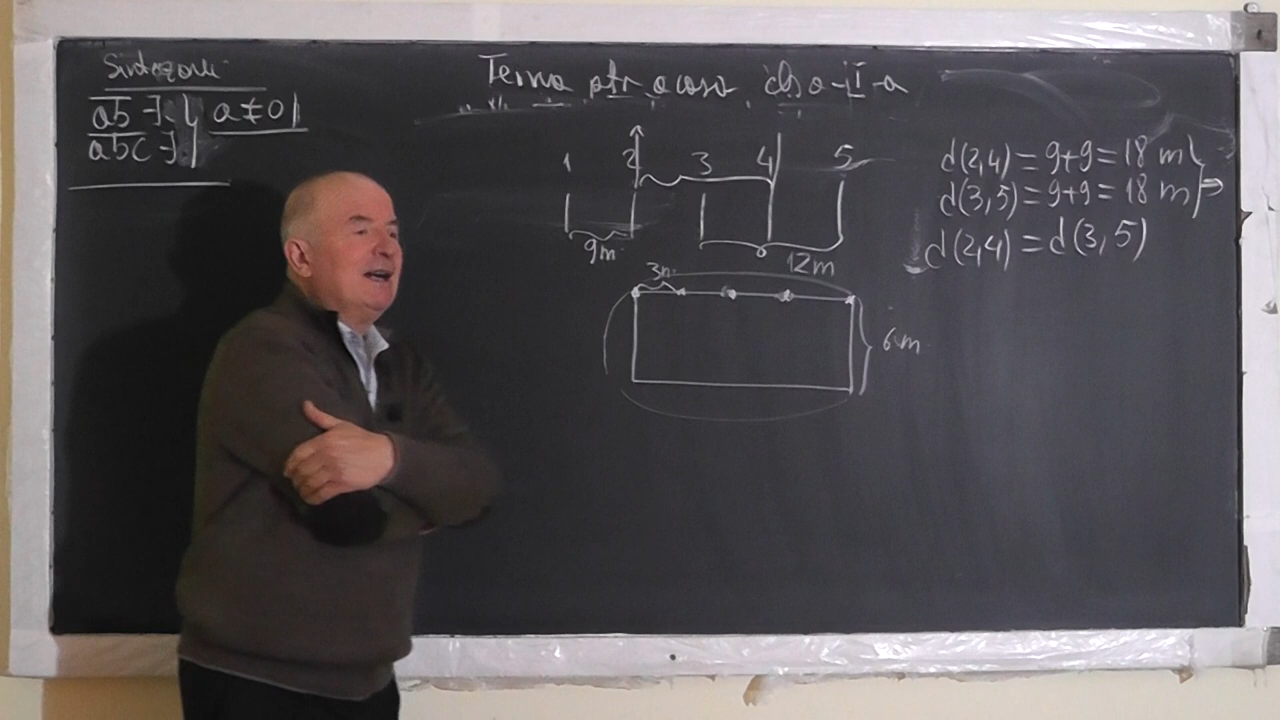 Sintagme
ab ∃. } a ≠ 0
abc ∃.
Tema ptr acasa, cls a-II-a
1 2 3 4 5
9m.
12m
3m.
6m
d(2,4) = 9+9 = 18 m
d(3,5) = 9+9 = 18 m } ⇒
d(2,4) = d(3,5)